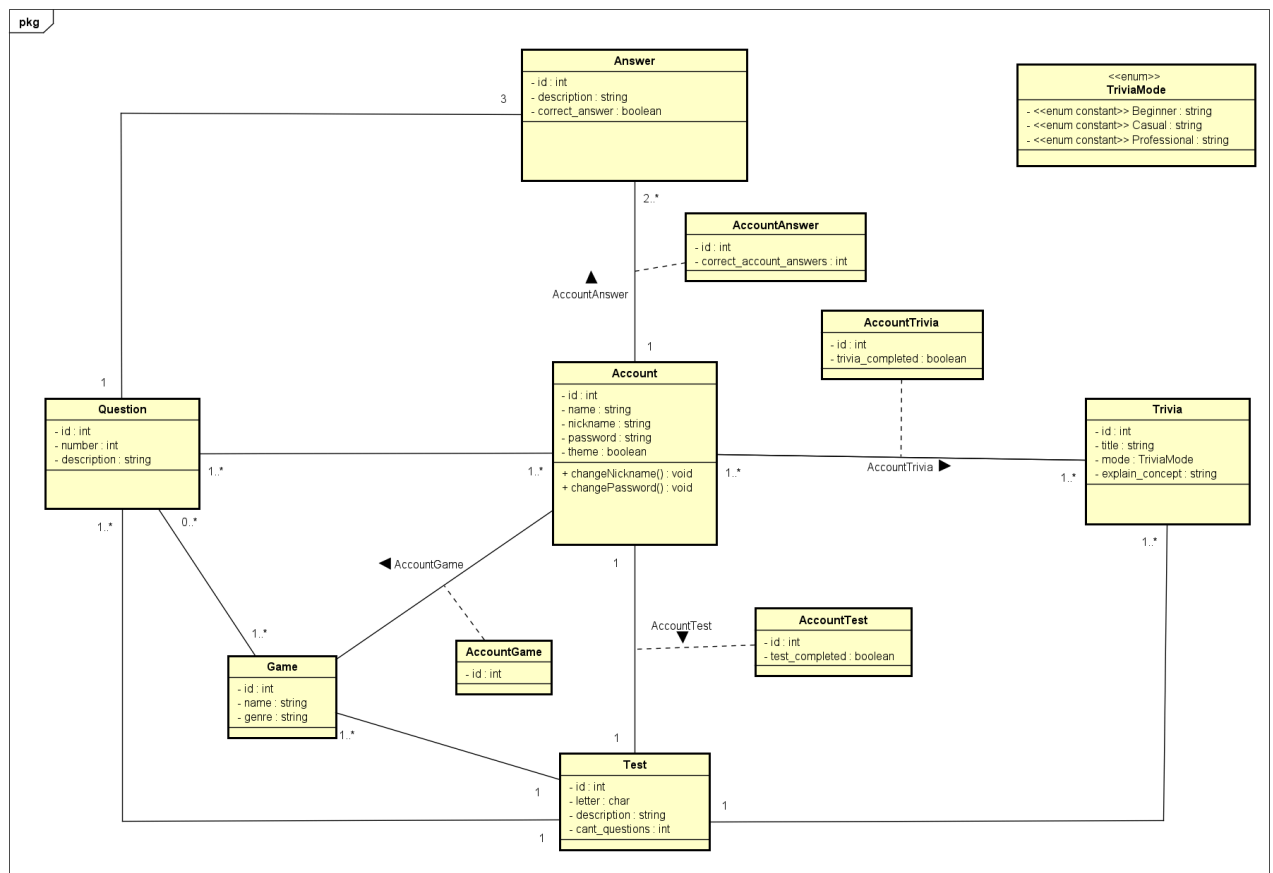 pkg
Answer
- id : int
- description : string
- correct_answer : boolean
<<enum>>
TriviaMode
- <<enum constant>> Beginner : string
- <<enum constant>> Casual : string
- <<enum constant>> Professional : string
3
2..*
AccountAnswer
- id : int
- correct_account_answers : int
AccountAnswer
AccountTrivia
- id : int
- trivia_completed : boolean
1
1
Account
- id : int
- name : string
- nickname : string
- password : string
- theme : boolean
+ changeNickname() : void
+ changePassword() : void
Question
- id : int
- number : int
- description : string
Trivia
- id : int
- title : string
- mode : TriviaMode
- explain_concept : string
1..*
1..*
1..*
AccountTrivia
1..*
1..*
0..*
1..*
AccountGame
1
AccountTest
AccountTest
- id : int
- test_completed : boolean
1..*
Game
- id : int
- name : string
- genre : string
AccountGame
- id : int
1..*
1
Test
- id : int
- letter : char
- description : string
- cant_questions : int
1
1
1